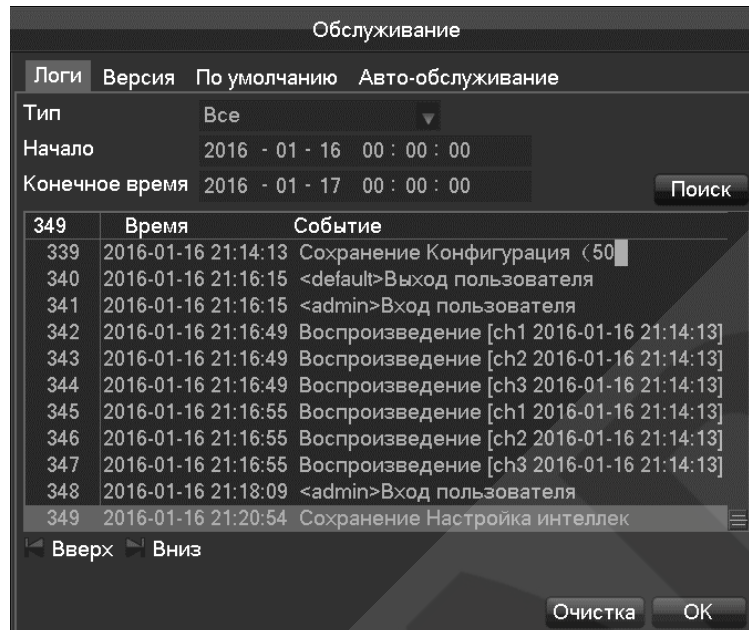 Обслуживание
Логи Версия По умолчанию Авто-обслуживание
Тип Все
Начало 2016 - 01 - 16 00 : 00 : 00
Конечное время 2016 - 01 - 17 00 : 00 : 00 Поиск
349 Время Событие
339 2016-01-16 21:14:13 Сохранение Конфигурация （50
340 2016-01-16 21:16:15 <default>Выход пользователя
341 2016-01-16 21:16:15 <admin>Вход пользователя
342 2016-01-16 21:16:49 Воспроизведение [ch1 2016-01-16 21:14:13]
343 2016-01-16 21:16:49 Воспроизведение [ch2 2016-01-16 21:14:13]
344 2016-01-16 21:16:49 Воспроизведение [ch3 2016-01-16 21:14:13]
345 2016-01-16 21:16:55 Воспроизведение [ch1 2016-01-16 21:14:13]
346 2016-01-16 21:16:55 Воспроизведение [ch2 2016-01-16 21:14:13]
347 2016-01-16 21:16:55 Воспроизведение [ch3 2016-01-16 21:14:13]
348 2016-01-16 21:18:09 <admin>Вход пользователя
349 2016-01-16 21:20:54 Сохранение Настройка интеллек
Вверх Вниз
Очистка OK